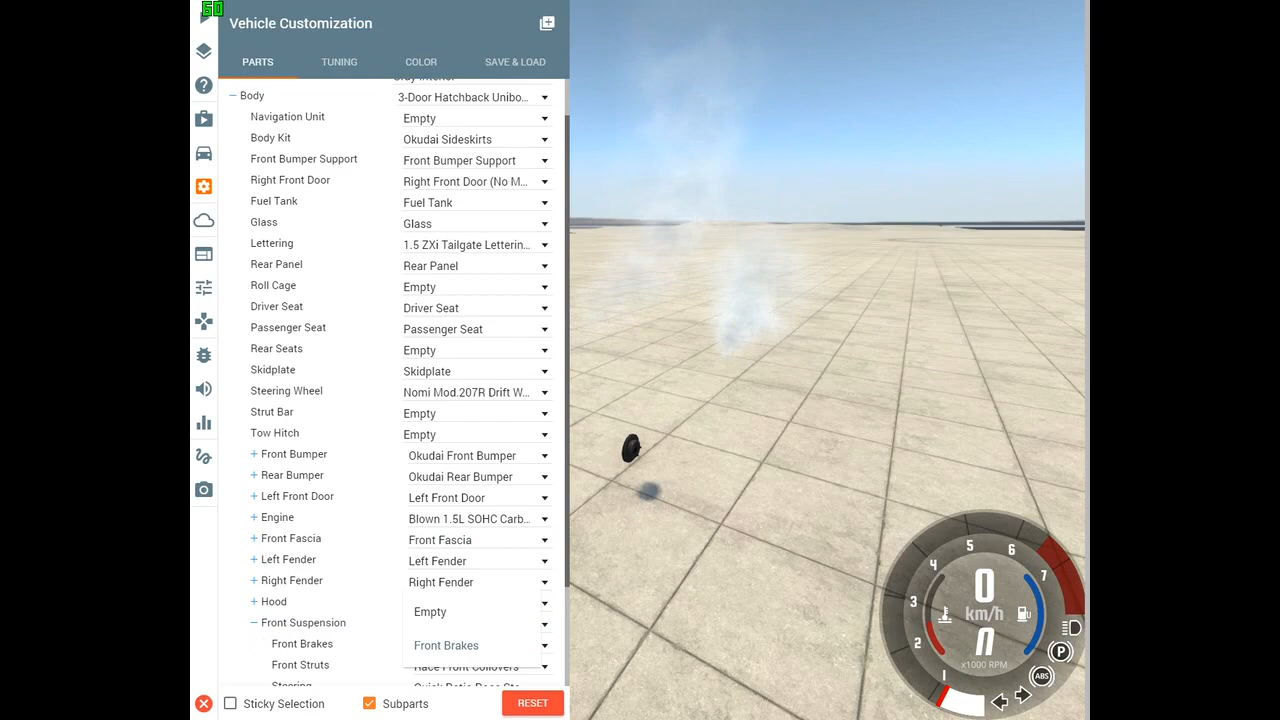 60
Vehicle Customization
PARTS TUNING COLOR SAVE & LOAD
Body 3-Door Hatchback Unibo...
Navigation Unit Empty
Body Kit Okudai Sideskirts
Front Bumper Support Front Bumper Support
Right Front Door Right Front Door (No M...
Fuel Tank Fuel Tank
Glass Glass
Lettering 1.5 ZXi Tailgate Letterin...
Rear Panel Rear Panel
Roll Cage Empty
Driver Seat Driver Seat
Passenger Seat Passenger Seat
Rear Seats Empty
Skidplate Skidplate
Steering Wheel Nomi Mod.207R Drift W...
Strut Bar Empty
Tow Hitch Empty
+ Front Bumper Okudai Front Bumper
+ Rear Bumper Okudai Rear Bumper
+ Left Front Door Left Front Door
+ Engine Blown 1.5L SOHC Carb...
+ Front Fascia Front Fascia
+ Left Fender Left Fender
+ Right Fender Right Fender
+ Hood
Empty
Front Suspension
Front Brakes Front Brakes
Front Struts Race Front Coilovers
Steering
Sticky Selection Subparts RESET
1 2 3 4 5 6 7
0
km/h
n
x1000 RPM
P
ABS